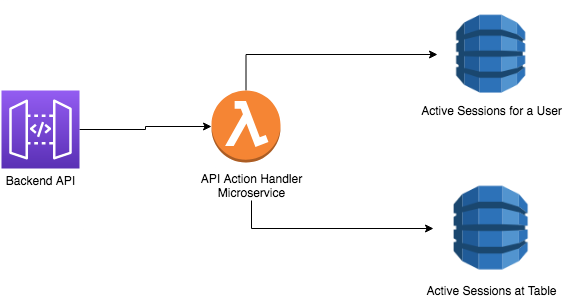 Active Sessions for a User
</>
Backend API
API Action Handler
Microservice
Active Sessions at Table